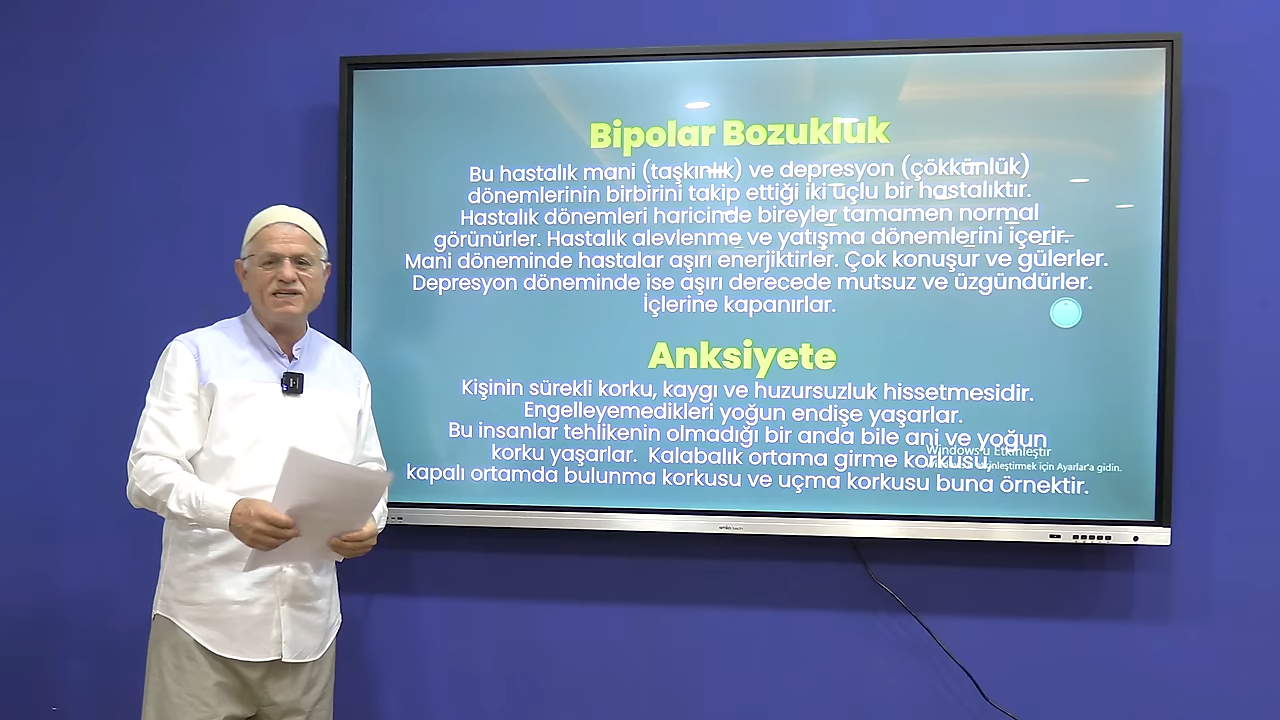 Bipolar Bozukluk
Bu hastalık mani (taşkınlık) ve depresyon (çökkünlük)
dönemlerinin birbirini takip ettiği iki uçlu bir hastalıktır.
Hastalık dönemleri haricinde bireyler tamamen normal
görünürler. Hastalık alevlenme ve yatışma dönemlerini içerir.
Mani döneminde hastalar aşırı enerjiktirler. Çok konuşur ve gülerler.
Depresyon döneminde ise aşırı derecede mutsuz ve üzgündürler.
İçlerine kapanırlar.
Anksiyete
Kişinin sürekli korku, kaygı ve huzursuzluk hissetmesidir.
Engelleyemedikleri yoğun endişe yaşarlar.
Bu insanlar tehlikenin olmadığı bir anda bile ani ve yoğun
korku yaşarlar. Kalabalık ortama girme korkusu,
kapalı ortamda bulunma korkusu ve uçma korkusu buna örnektir.
Windows'u Etkinleştir
için Ayarlar'a gidin.